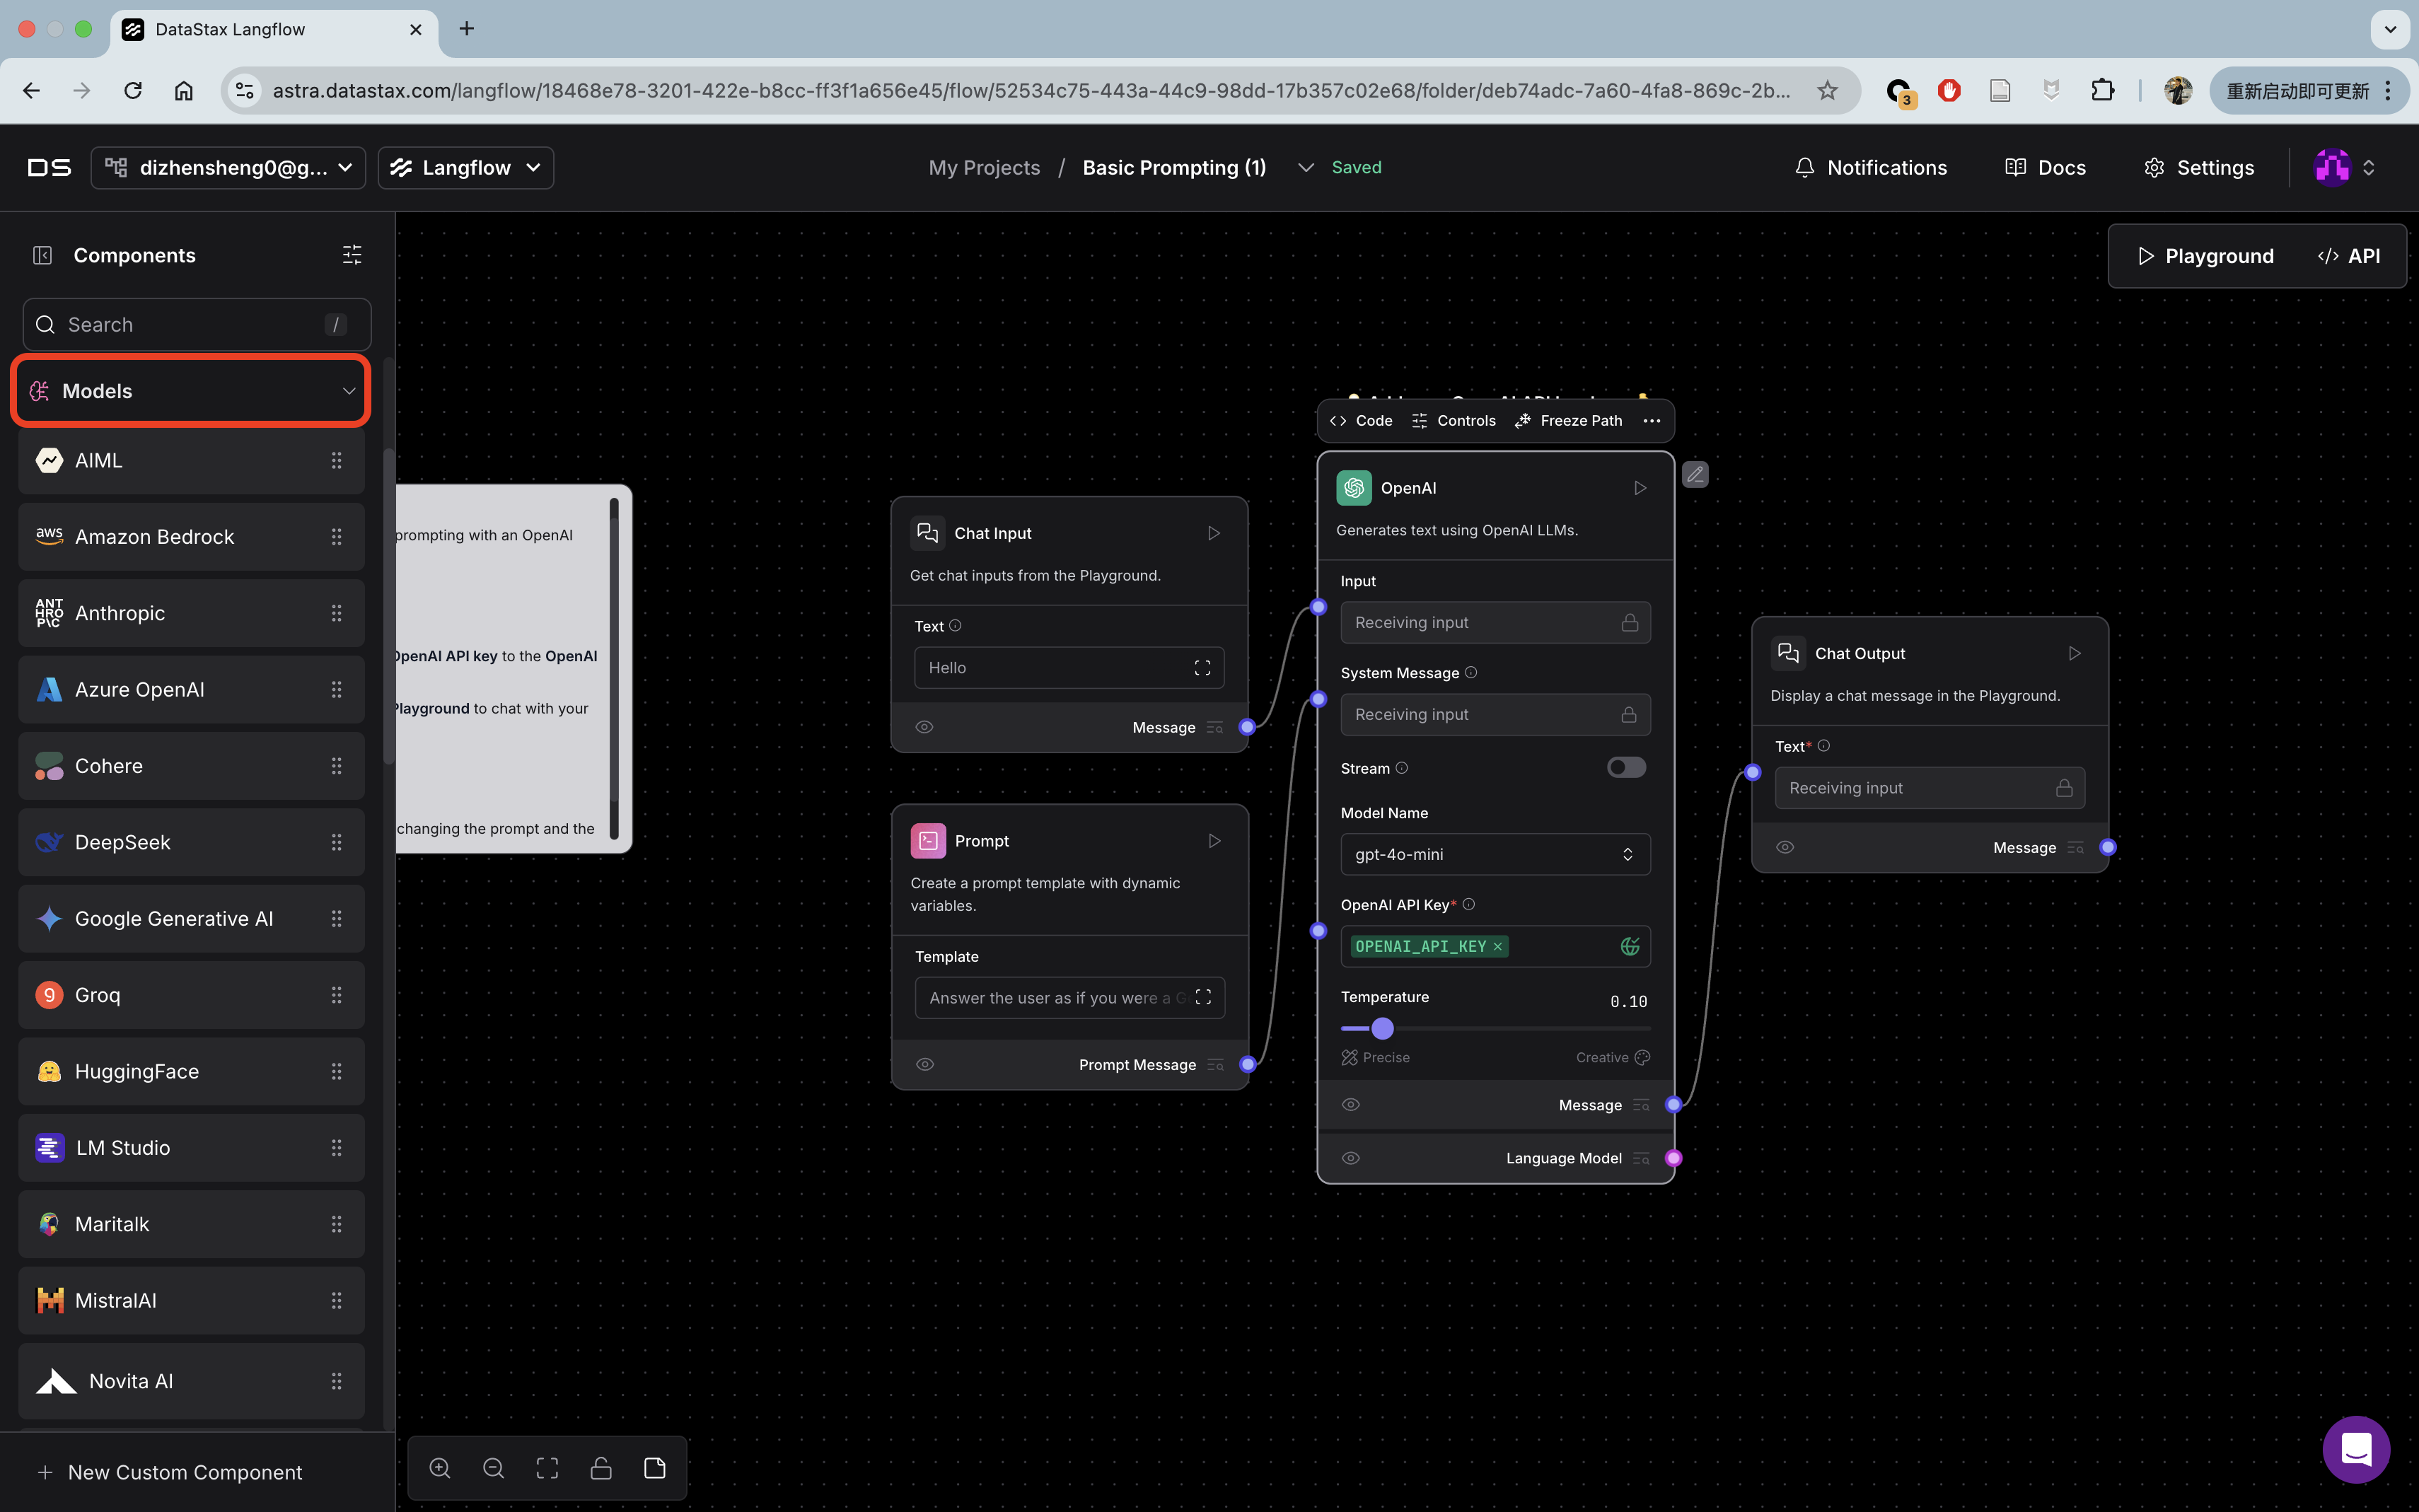 DataStax Langflow
astra.datastax.com/langflow/18468e78-3201-422e-b8cc-ff3f1a656e45/flow/52534c75-443a-44c9-98dd-17b357c02e68/folder/deb74adc-7a60-4fa8-869c-2b...
3
重新启动即可更新
DS
dizhensheng0@g...
Langflow
My Projects / Basic Prompting (1)
Saved
Notifications
Docs
Settings
Components
Search
/
Models
AIML
aws
Amazon Bedrock
ANT
HRO
P\C
Anthropic
Azure OpenAI
Cohere
DeepSeek
Google Generative AI
Groq
HuggingFace
LM Studio
Maritalk
MistralAI
Novita AI
New Custom Component
Playground
API
prompting with an OpenAI
OpenAI API key to the OpenAI
Playground to chat with your
changing the prompt and the
Chat Input
Get chat inputs from the Playground.
Text
Hello
Message
Prompt
Create a prompt template with dynamic
variables.
Template
Answer the user as if you were a G
Prompt Message
Code
Controls
Freeze Path
OpenAI
Generates text using OpenAI LLMs.
Input
Receiving input
System Message
Receiving input
Stream
Model Name
gpt-4o-mini
OpenAI API Key*
OPENAI_API_KEY
Temperature
0.10
Precise
Creative
Message
Language Model
Chat Output
Display a chat message in the Playground.
Text*
Receiving input
Message